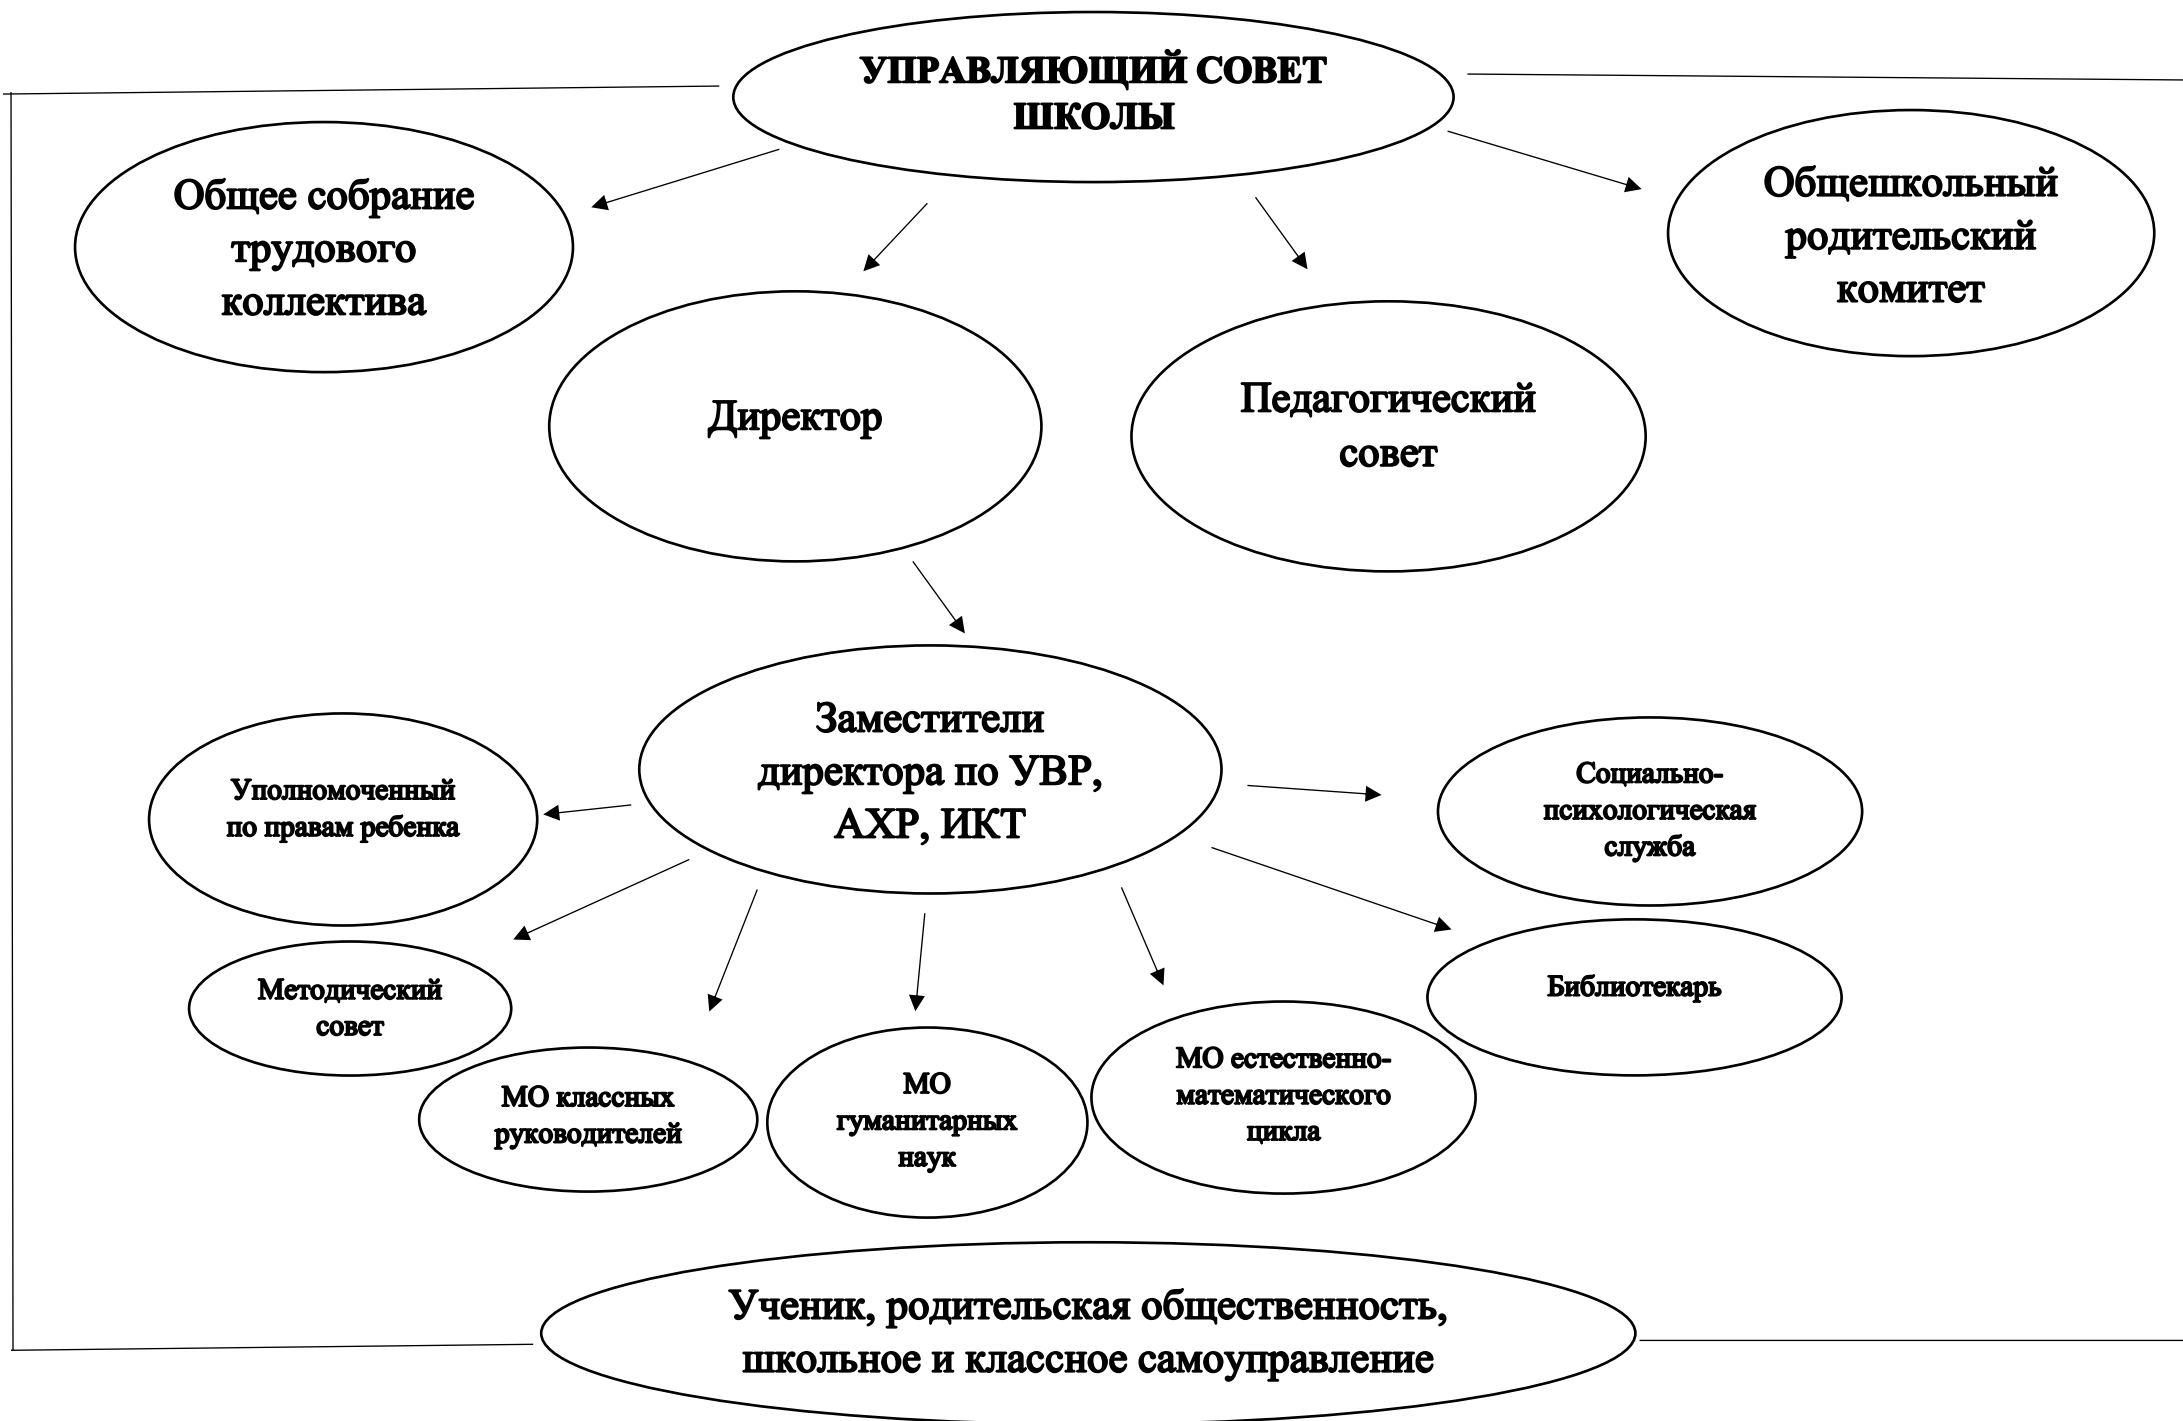 УПРАВЛЯЮЩИЙ СОВЕТ
ШКОЛЫ
Общее собрание
трудового
коллектива
Общешкольный
родительский
комитет
Директор
Педагогический
совет
Заместители
директора по УВР,
АХР, ИКТ
Уполномоченный
по правам ребенка
Социально-
психологическая
служба
Методический
совет
Библиотекарь
МО классных
руководителей
МО
гуманитарных
наук
МО естественно-
математического
цикла
Ученик, родительская общественность,
школьное и классное самоуправление